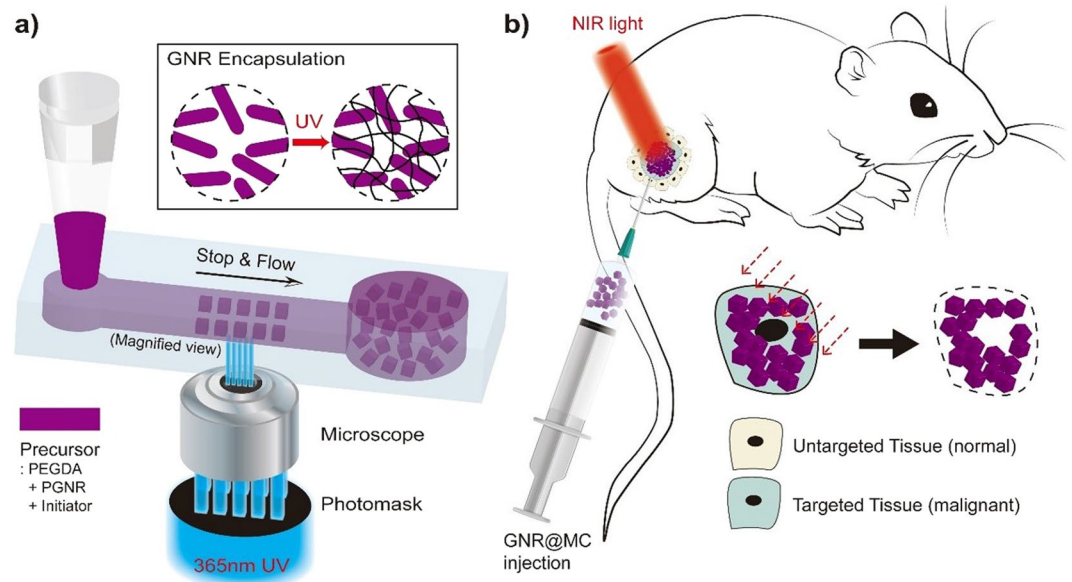 a)
GNR Encapsulation
UV
Stop & Flow
(Magnified view)
Microscope
Photomask
365nm UV
Precursor
: PEGDA
+ PGNR
+ Initiator
b)
NIR light
GNR@MC
injection
Untargeted Tissue (normal)
Targeted Tissue (malignant)